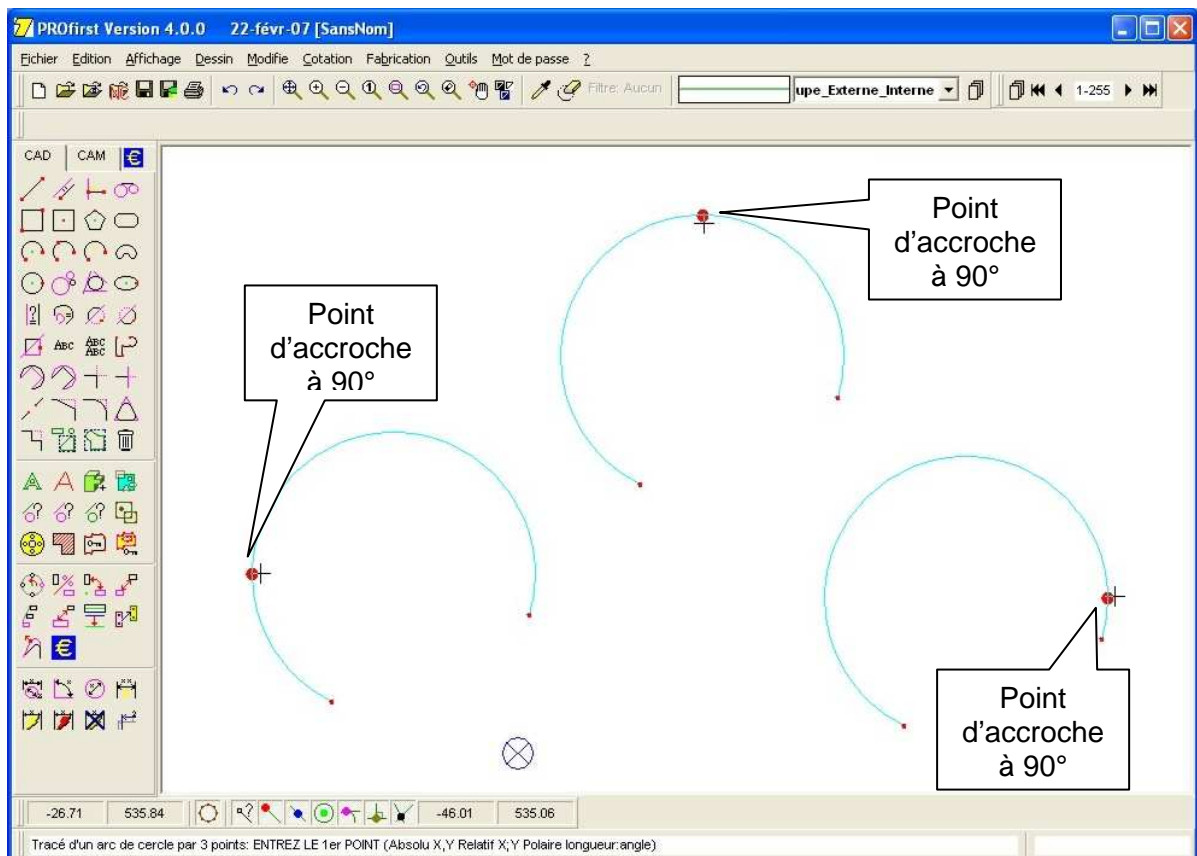 PROfirst Version 4.0.0 22-févr-07 [SansNom]
Fichier Edition Affichage Dessin Modifie Cotation Fabrication Outils Mot de passe ?
Filtre: Aucun upe_Externe_Interne 1-255
CAD CAM €
Point
d'accroche
à 90°
Point
d'accroche
à 90°
Point
d'accroche
à 90°
ABC ABC
ABC
€
-26.71 535.84 -46.01 535.06
Tracé d'un arc de cercle par 3 points: ENTREZ LE 1er POINT (Absolu X,Y Relatif X;Y Polaire longueur:angle)